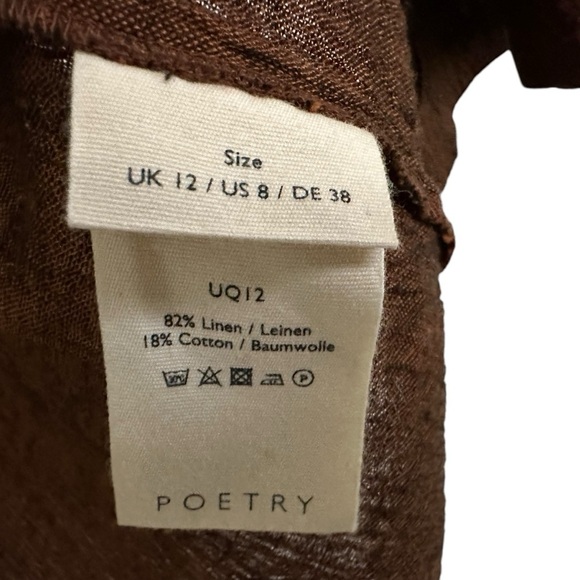 Size
UK 12 / US 8 / DE 38
UQ12
82% Linen / Leinen
18% Cotton / Baumwolle
P
POETRY